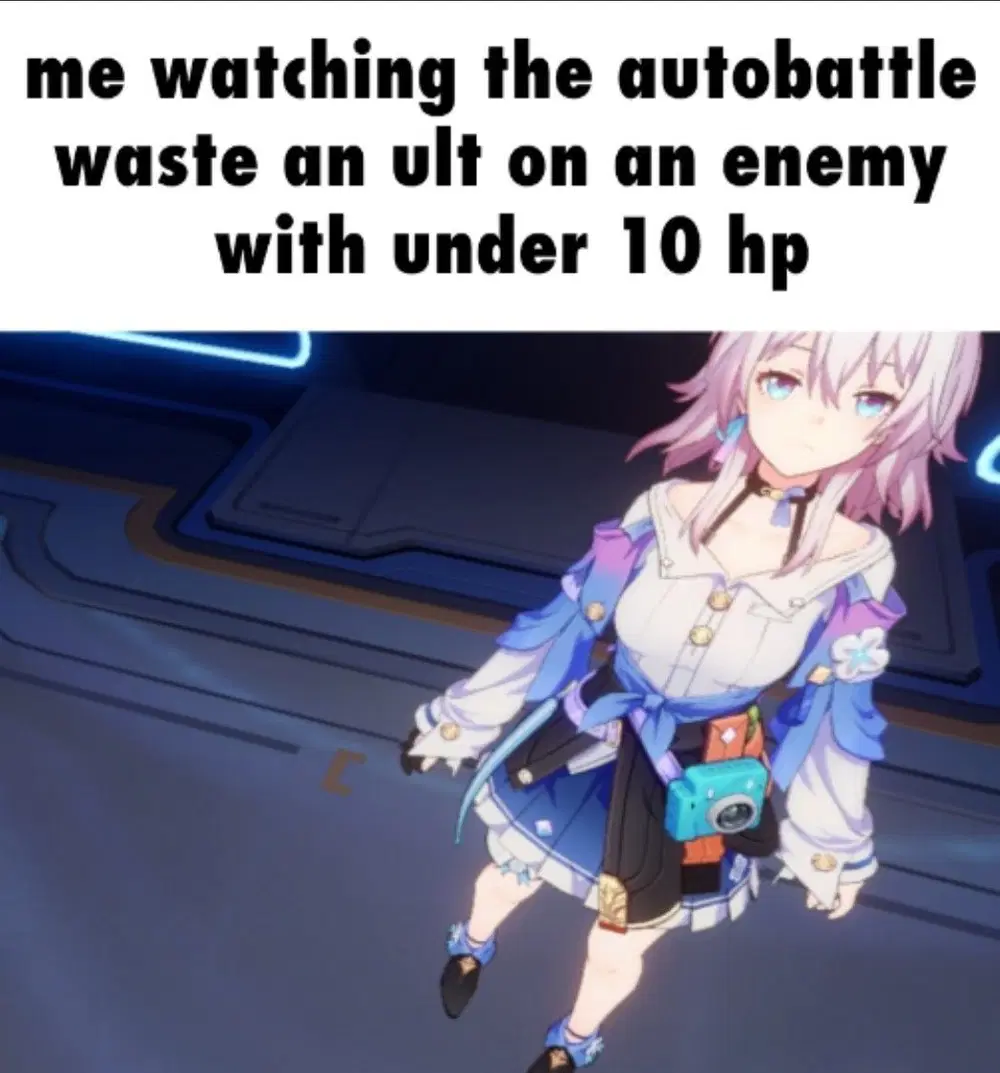 me watching the autobattle
waste an ult on an enemy
with under 10 hp